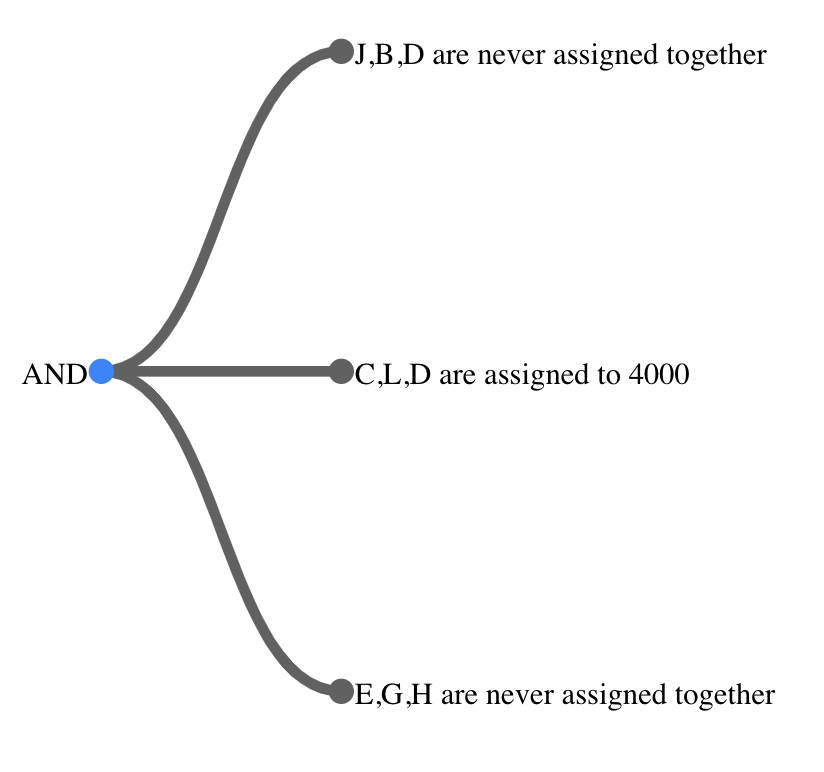 J,B,D are never assigned together
AND
C,L,D are assigned to 4000
E,G,H are never assigned together